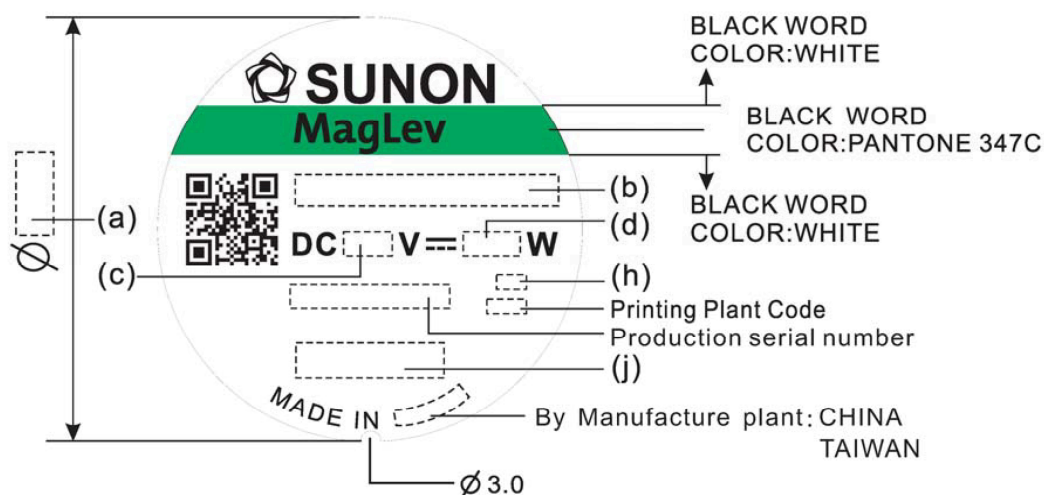 BLACK WORD
COLOR:WHITE
SUNON
MagLev
BLACK WORD
COLOR:PANTONE 347C
(a)
(b)
BLACK WORD
COLOR:WHITE
(d)
DC V⎓ W
(c)
(h)
Printing Plant Code
Production serial number
(j)
MADE IN
By Manufacture plant: CHINA
TAIWAN
Ø
Ø 3.0